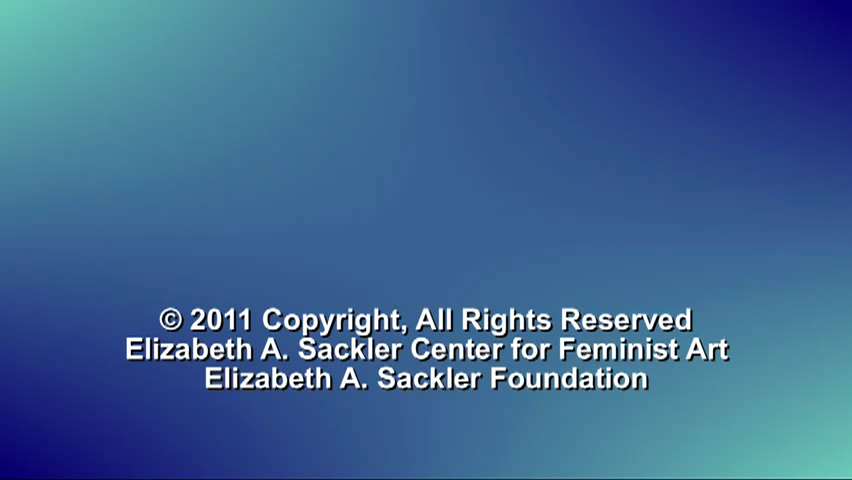 © 2011 Copyright, All Rights Reserved
Elizabeth A. Sackler Center for Feminist Art
Elizabeth A. Sackler Foundation